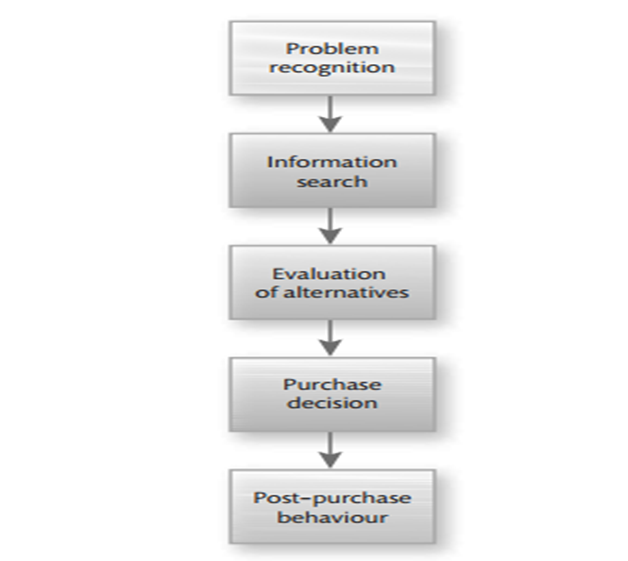 Problem
recognition
Information
search
Evaluation
of alternatives
Purchase
decision
Post-purchase
behaviour